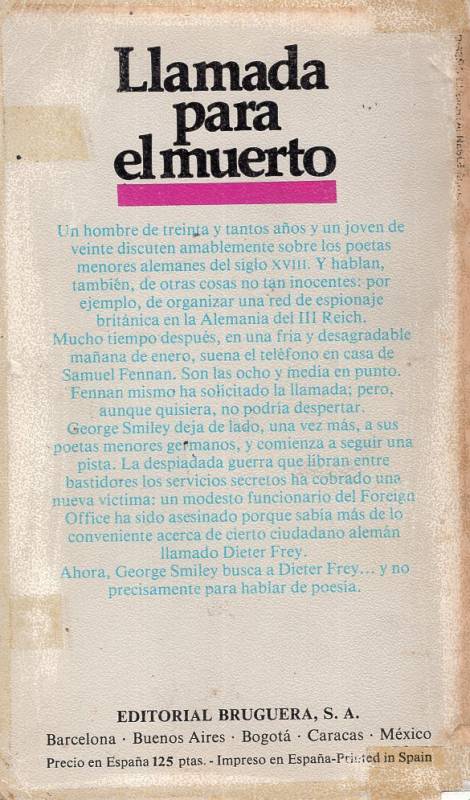 Llamada
para
el muerto
Un hombre de treinta y tantos años y un joven de
veinte discuten amablemente sobre los poetas
menores alemanes del siglo XVIII. Y hablan,
también, de otras cosas no tan inocentes: por
ejemplo, de organizar una red de espionaje
británica en la Alemania del III Reich.
Mucho tiempo después, en una fría y desagradable
mañana de enero, suena el teléfono en casa de
Samuel Fennan. Son las ocho y media en punto.
Fennan mismo ha solicitado la llamada; pero,
aunque quisiera, no podría despertar.
George Smiley deja de lado, una vez más, a sus
poetas menores germanos, y comienza a seguir una
pista. La despiadada guerra que libran entre
bastidores los servicios secretos ha cobrado una
nueva víctima: un modesto funcionario del Foreign
Office ha sido asesinado porque sabía más de lo
conveniente acerca de cierto ciudadano alemán
llamado Dieter Frey.
Ahora, George Smiley busca a Dieter Frey... y no
precisamente para hablar de poesía.
EDITORIAL BRUGUERA, S. A.
Barcelona · Buenos Aires · Bogotá · Caracas · México
Precio en España 125 ptas. - Impreso en España-Printed in Spain